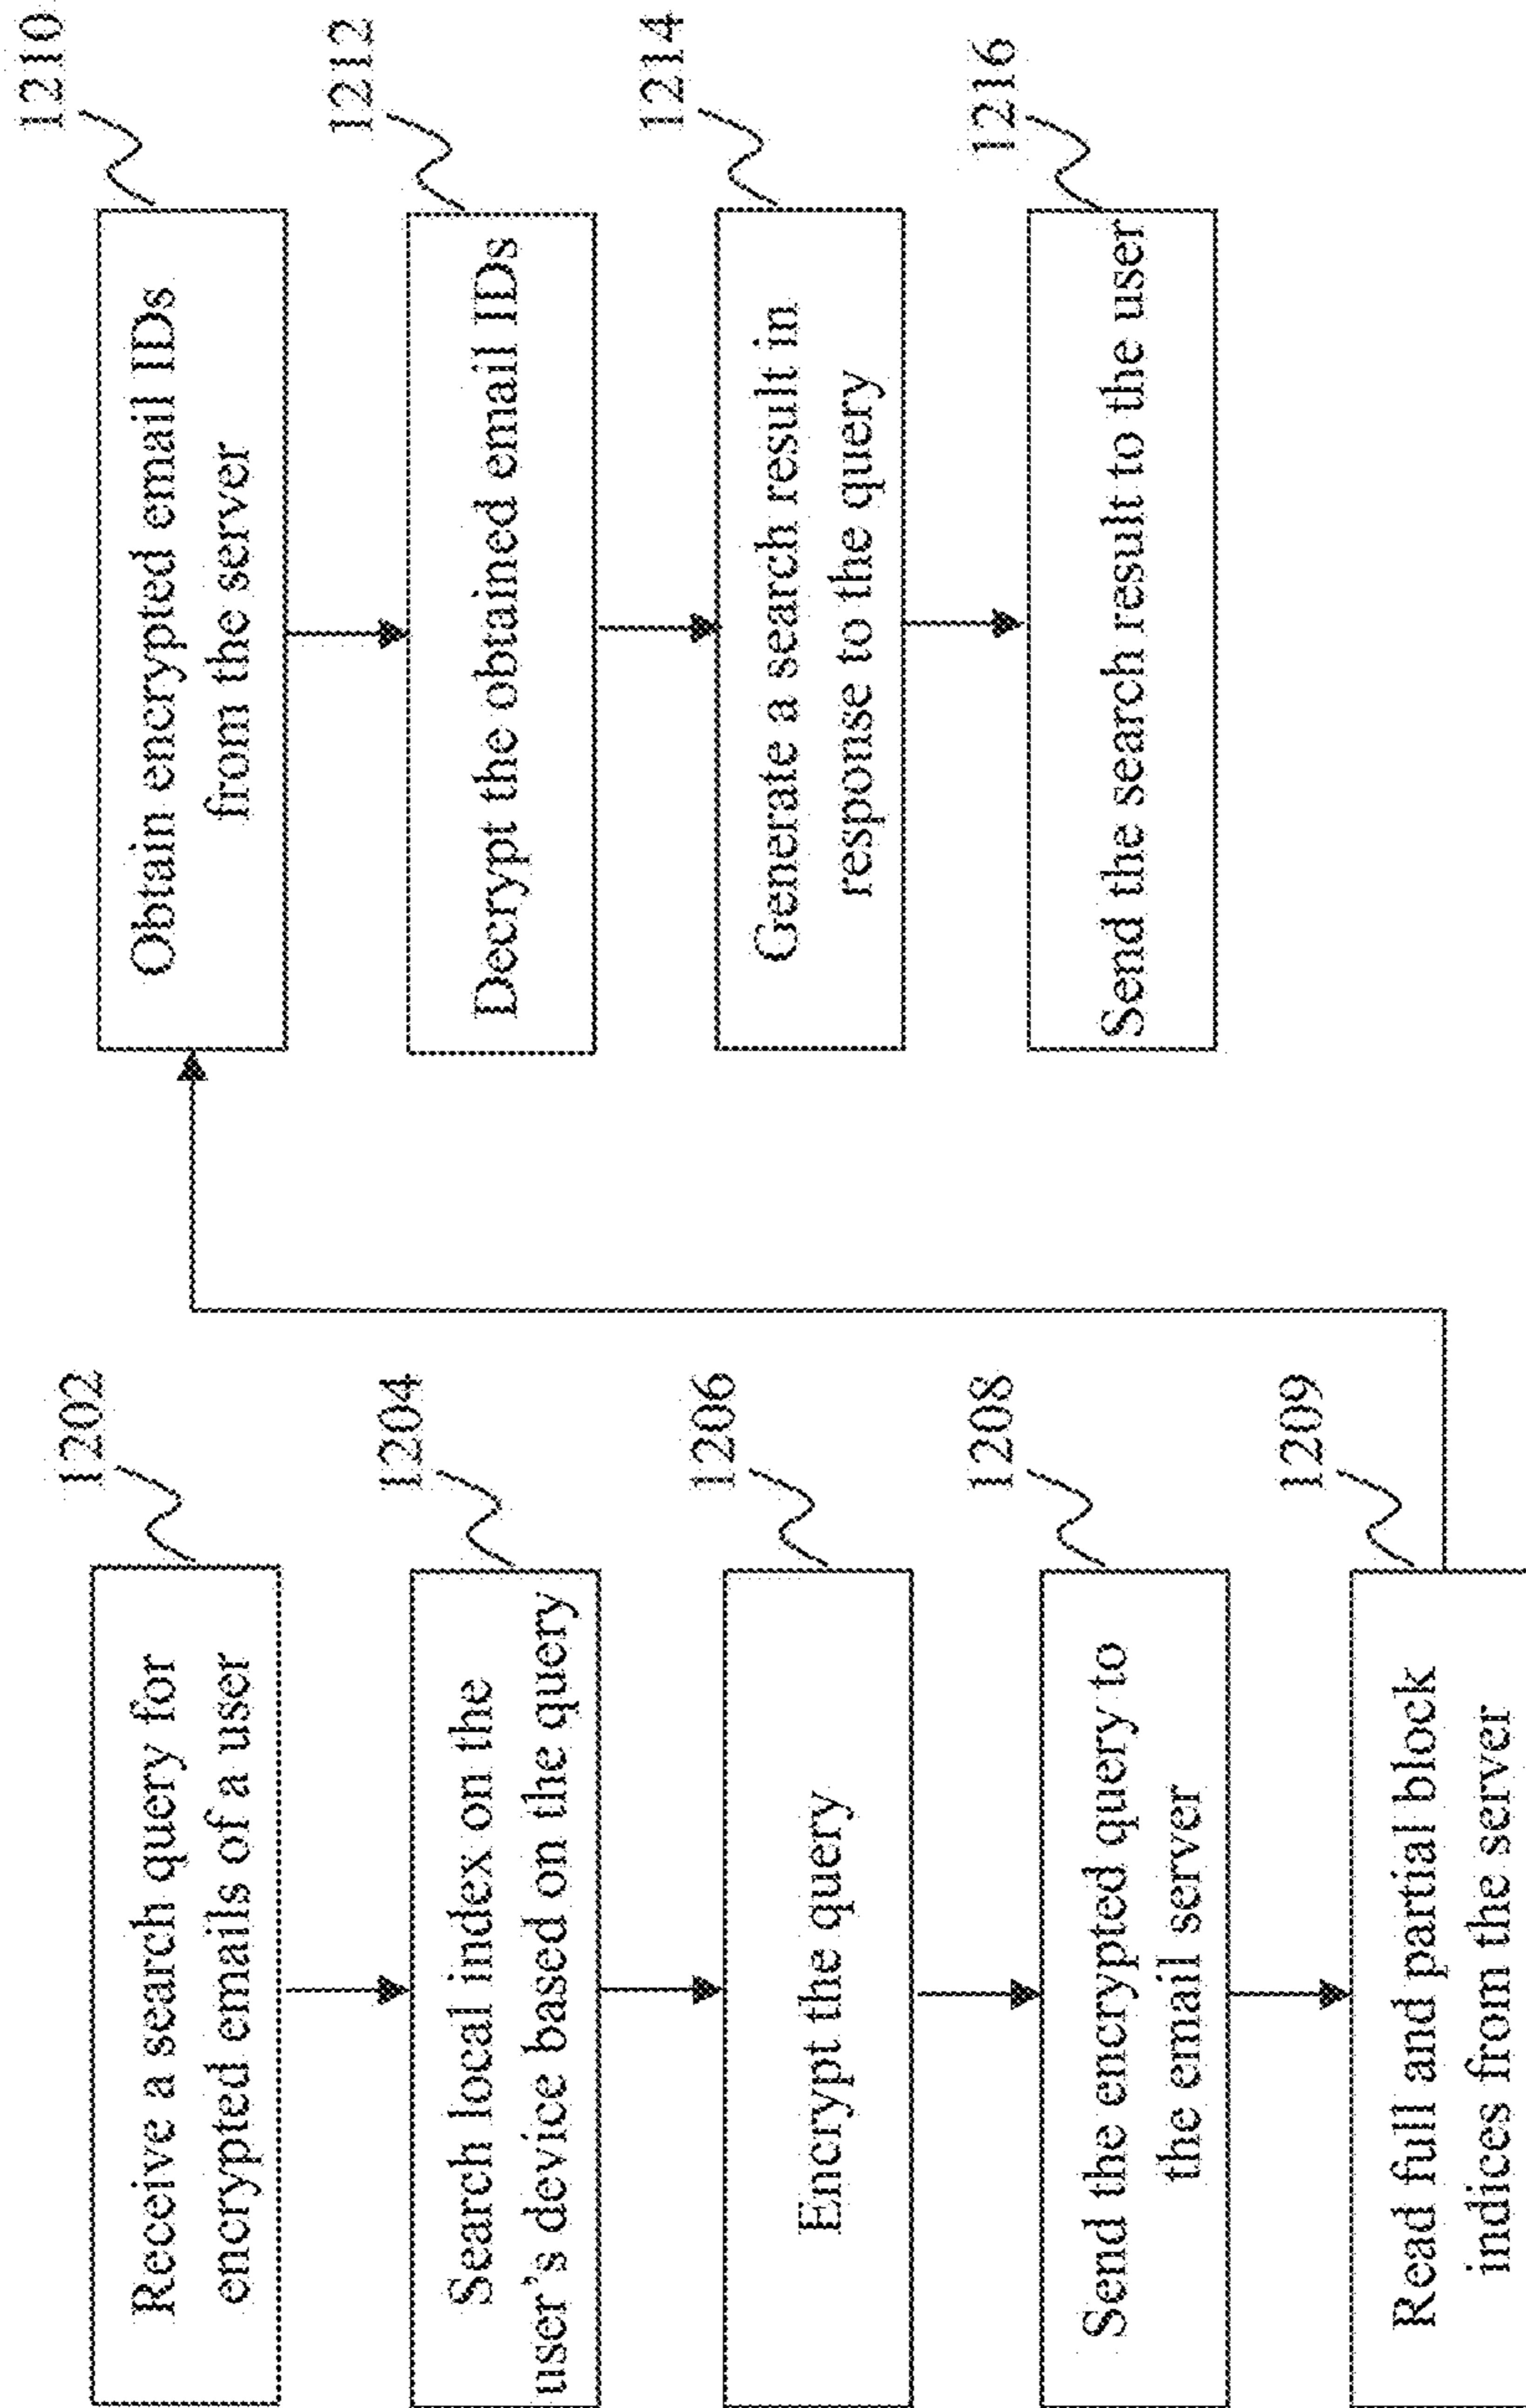 1202
Receive a search query for
encrypted emails of a user
1204
Search local index on the
user's device based on the query
1206
Encrypt the query
1208
Send the encrypted query to
the email server
1209
Read full and partial block
indices from the server
1210
Obtain encrypted email IDs
from the server
1212
Decrypt the obtained email IDs
1214
Generate a search result in
response to the query
1216
Send the search result to the user